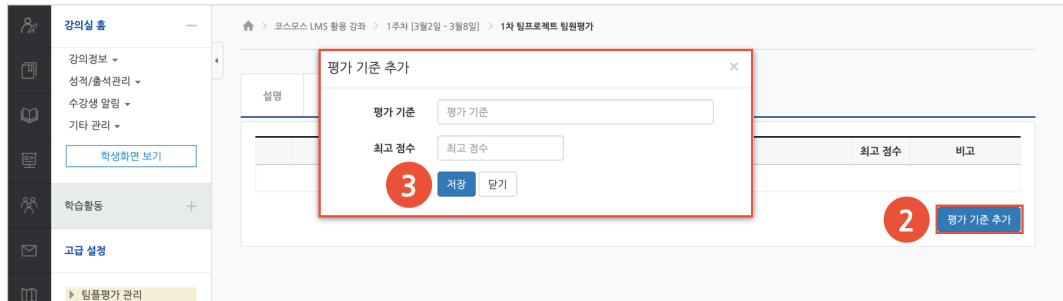 강의실 홈
코스모스 LMS 활용 강좌 > 1주차 [3월2일 - 3월8일] > 1차 팀프로젝트 팀원평가
강의정보
성적/출석관리
수강생 알림
기타 관리
학생화면 보기
학습활동
고급 설정
팀플평가 관리
설명
평가 기준 추가 ×
평가 기준 평가 기준
최고 점수 최고 점수
3 저장 닫기
최고 점수 비고
2 평가 기준 추가